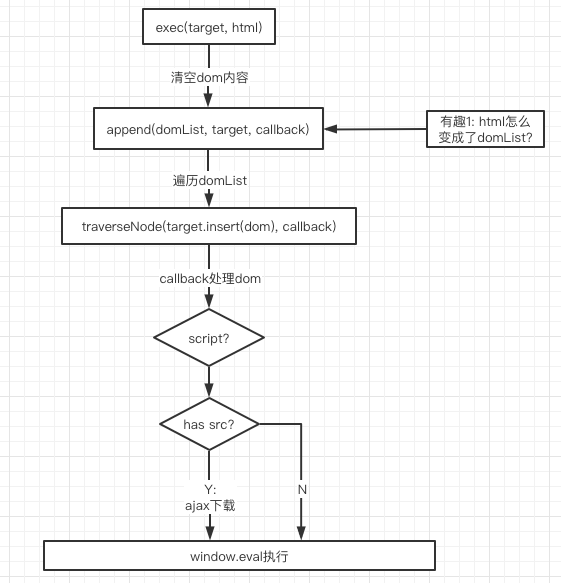 exec(target, html)
清空dom内容
append(domList, target, callback)
有趣1: html怎么
变成了domList?
遍历domList
traverseNode(target.insert(dom), callback)
callback处理dom
script?
has src?
Y:
ajax下载
N
window.eval执行